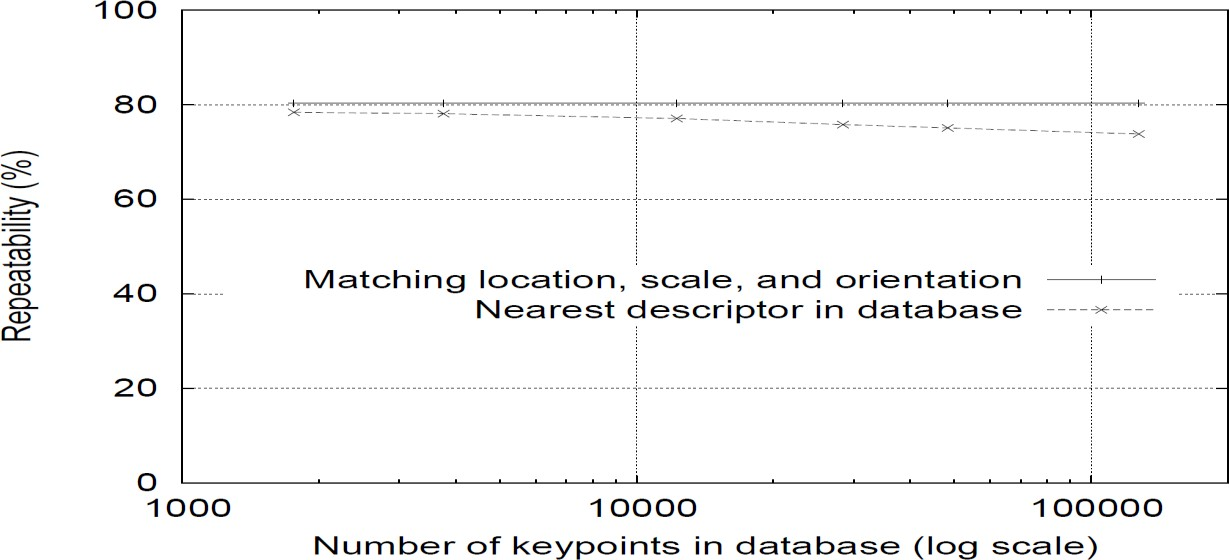 100
80
60
40
20
0
Repeatability (%)
Matching location, scale, and orientation
Nearest descriptor in database
1000 10000 100000
Number of keypoints in database (log scale)